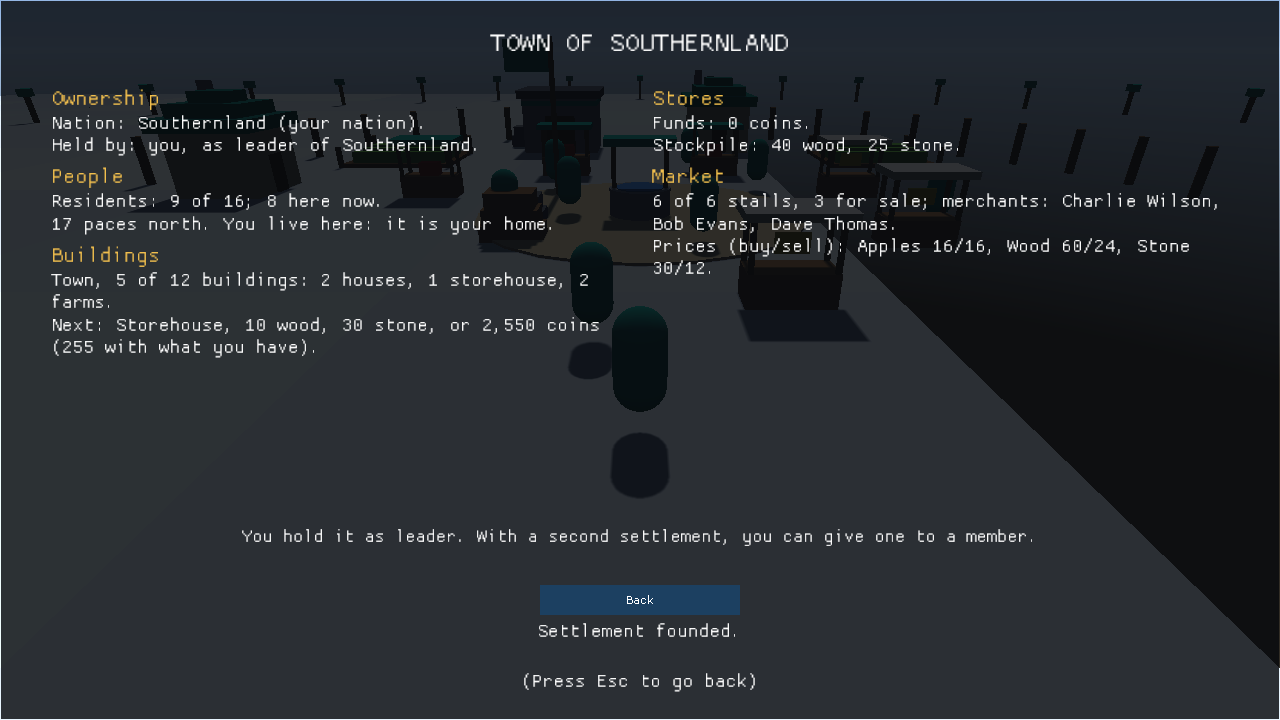 TOWN OF SOUTHERNLAND
Ownership
Nation: Southernland (your nation).
Held by: you, as leader of Southernland.
People
Residents: 9 of 16; 8 here now.
17 paces north. You live here: it is your home.
Buildings
Town, 5 of 12 buildings: 2 houses, 1 storehouse, 2
farms.
Next: Storehouse, 10 wood, 30 stone, or 2,550 coins
(255 with what you have).
Stores
Funds: 0 coins.
Stockpile: 40 wood, 25 stone.
Market
6 of 6 stalls, 3 for sale; merchants: Charlie Wilson,
Bob Evans, Dave Thomas.
Prices (buy/sell): Apples 16/16, Wood 60/24, Stone
30/12.
You hold it as leader. With a second settlement, you can give one to a member.
Back
Settlement founded.
(Press Esc to go back)